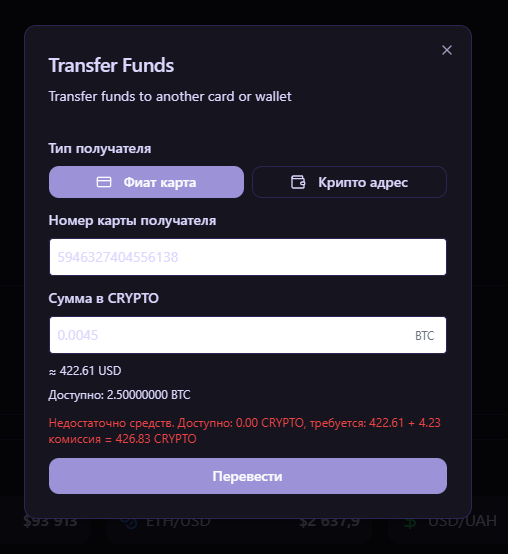 Transfer Funds
Transfer funds to another card or wallet
Тип получателя
Фиат карта
Крипто адрес
Номер карты получателя
5946327404556138
Сумма в CRYPTO
0.0045
BTC
≈ 422.61 USD
Доступно: 2.50000000 BTC
Недостаточно средств. Доступно: 0.00 CRYPTO, требуется: 422.61 + 4.23
комиссия = 426.83 CRYPTO
Перевести
$93 913
ETH/USD
$2 637,9
USD/UAH